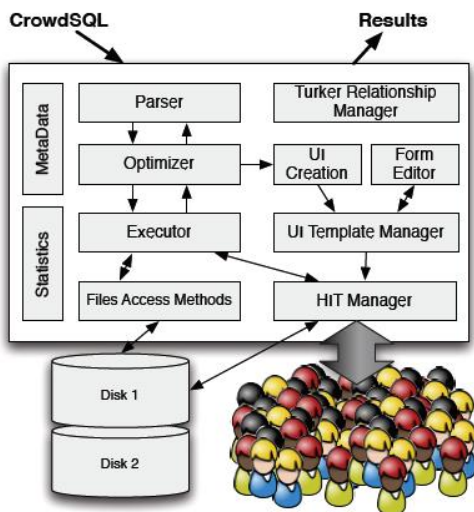 CrowdSQL
Results
MetaData
Parser
Turker Relationship
Manager
Optimizer
UI
Creation
Form
Editor
Statistics
Executor
UI Template Manager
Files Access Methods
HIT Manager
Disk 1
Disk 2